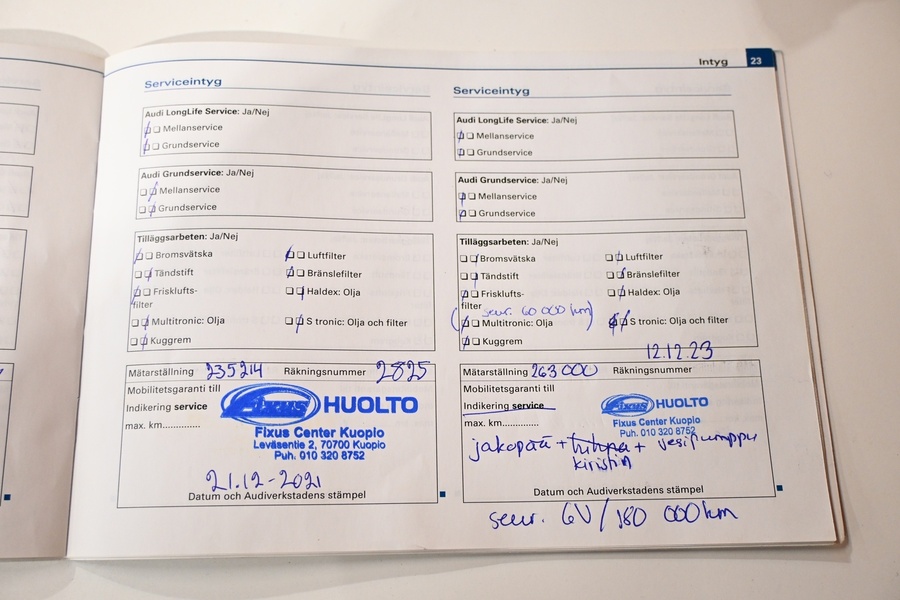 Intyg 23
Serviceintyg
Audi LongLife Service: Ja/Nej
Mellanservice
Grundservice
Audi Grundservice: Ja/Nej
Mellanservice
Grundservice
Tilläggsarbeten: Ja/Nej
Bromsvätska
Luftfilter
Tändstift
Bränslefilter
Friskluftsfilter
Haldex: Olja
Multitronic: Olja
S tronic: Olja och filter
Kuggrem
Mätarställning 235214 Räkningsnummer 2825
Mobilitetsgaranti till
Indikering service
max. km.............
Fixus HUOLTO
Fixus Center Kuopio
Leväsentie 2, 70700 Kuopio
Puh. 010 320 8752
21.12-2021
Datum och Audiverkstadens stämpel
Serviceintyg
Audi LongLife Service: Ja/Nej
Mellanservice
Grundservice
Audi Grundservice: Ja/Nej
Mellanservice
Grundservice
Tilläggsarbeten: Ja/Nej
Bromsvätska
Luftfilter
Tändstift
Bränslefilter
Friskluftsfilter
Haldex: Olja
(seur. 60 000 km)
Multitronic: Olja
S tronic: Olja och filter
Kuggrem
12.12.23
Mätarställning 263000 Räkningsnummer
Mobilitetsgaranti till
Indikering service
max. km.............
Fixus HUOLTO
Fixus Center Kuopio
Puh. 010 320 8752
jakopää + + vesipumppu
kiristin
Datum och Audiverkstadens stämpel
seur. 6V / 180 000 km